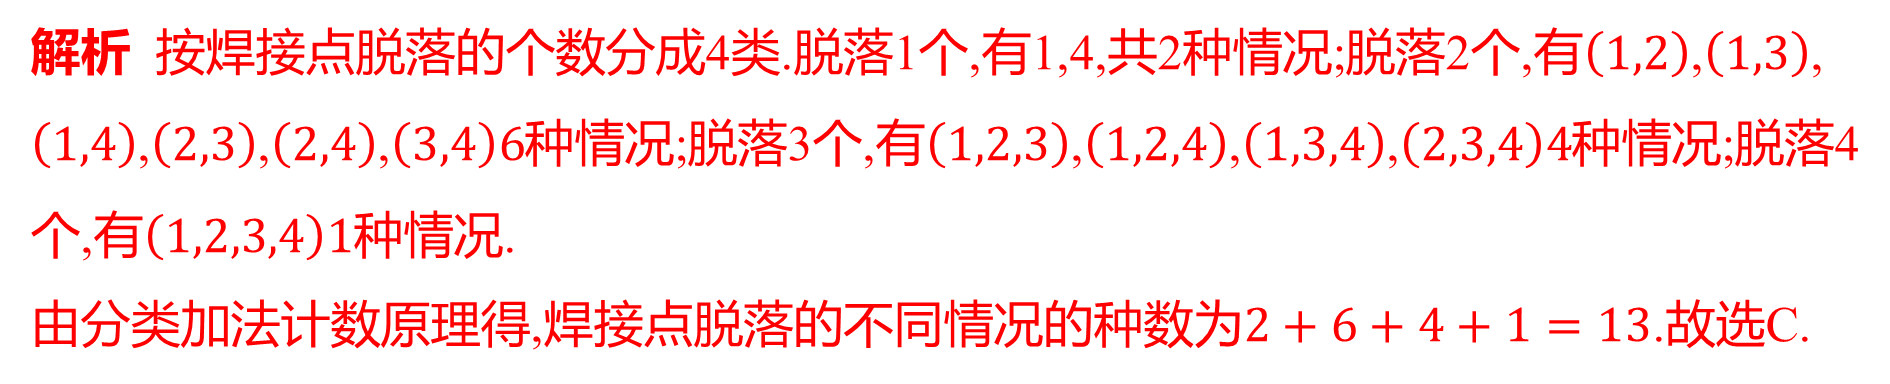 解析 按焊接点脱落的个数分成4类.脱落1个,有1,4,共2种情况;脱落2个,有(1,2),(1,3),
(1,4),(2,3),(2,4),(3,4)6种情况;脱落3个,有(1,2,3),(1,2,4),(1,3,4),(2,3,4)4种情况;脱落4
个,有(1,2,3,4)1种情况.
由分类加法计数原理得,焊接点脱落的不同情况的种数为2 + 6 + 4 + 1 = 13.故选C.